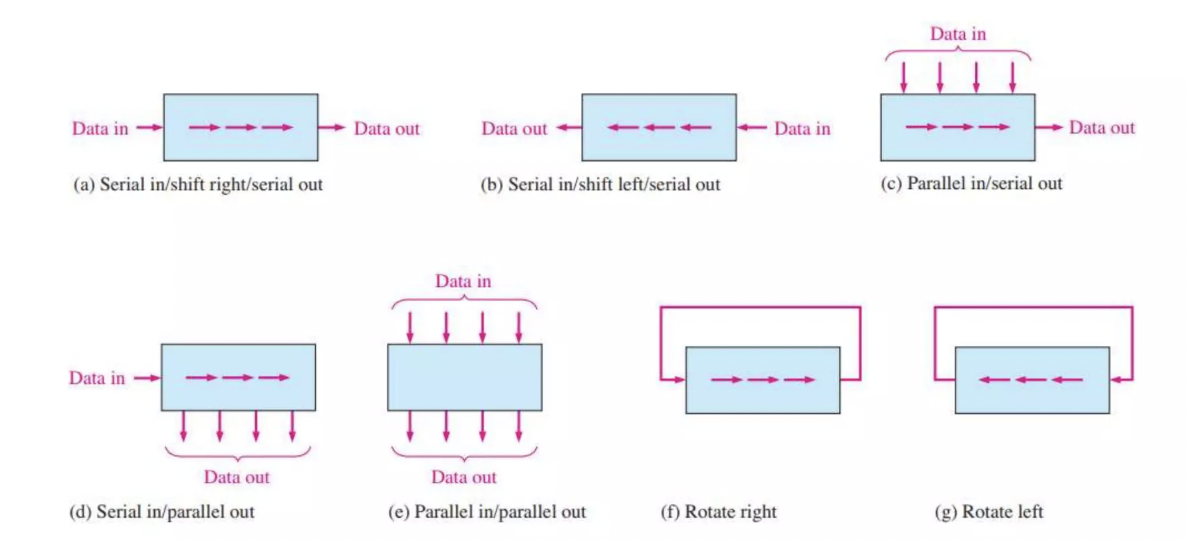 Data in
Data in
Data out
Data out
Data in
Data out
(a) Serial in/shift right/serial out
(b) Serial in/shift left/serial out
(c) Parallel in/serial out
Data in
Data in
Data out
Data out
(d) Serial in/parallel out
(e) Parallel in/parallel out
(f) Rotate right
(g) Rotate left